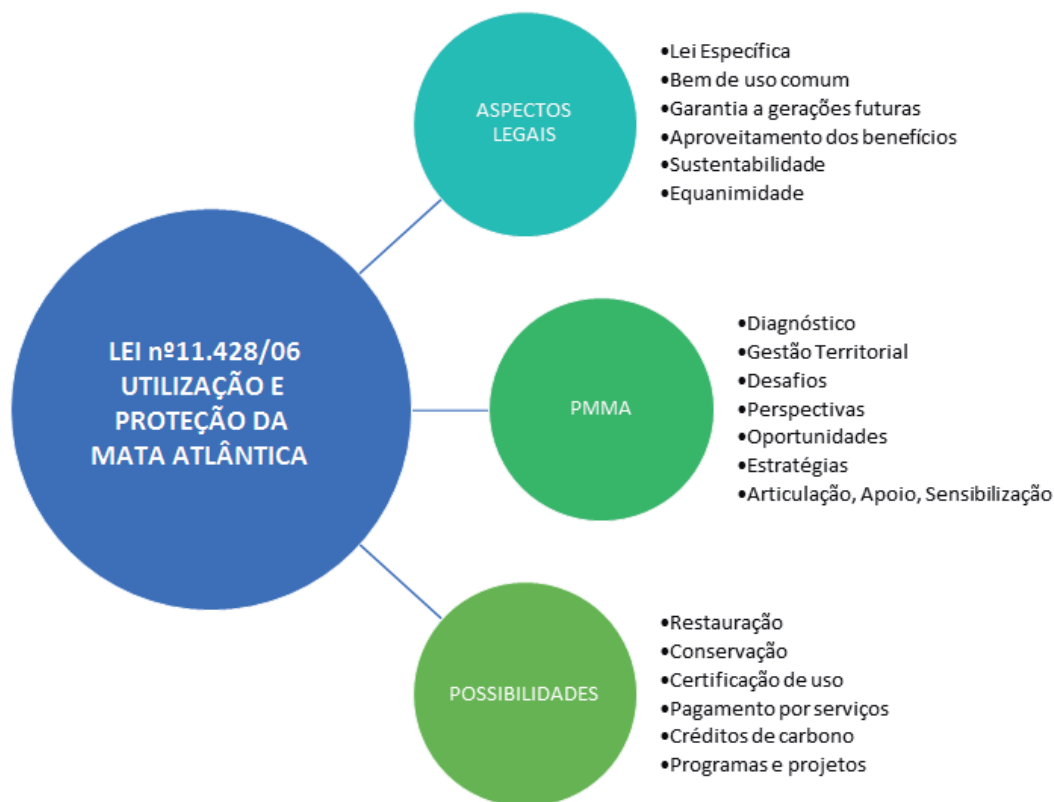 LEI nº11.428/06
UTILIZAÇÃO E
PROTEÇÃO DA
MATA ATLÂNTICA
ASPECTOS
LEGAIS
•Lei Específica
•Bem de uso comum
•Garantia a gerações futuras
•Aproveitamento dos benefícios
•Sustentabilidade
•Equanimidade
PMMA
•Diagnóstico
•Gestão Territorial
•Desafios
•Perspectivas
•Oportunidades
•Estratégias
•Articulação, Apoio, Sensibilização
POSSIBILIDADES
•Restauração
•Conservação
•Certificação de uso
•Pagamento por serviços
•Créditos de carbono
•Programas e projetos